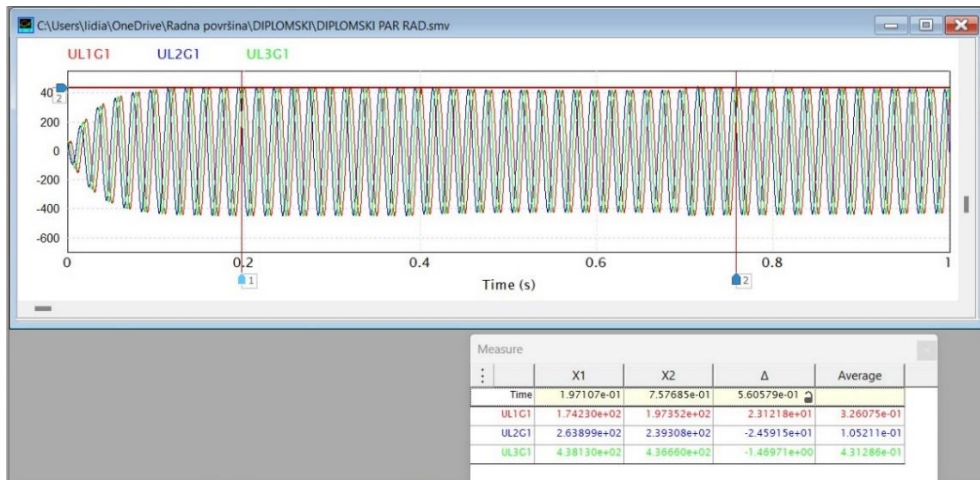 C:\Users\lidia\OneDrive\Radna površina\DIPLOMSKI\DIPLOMSKI PAR RAD.smv
UL1G1 UL2G1 UL3G1
2
200
0
-200
-400
-600
0 0.2 0.4 0.6 0.8 1
1 2
Time (s)
Measure
X1 X2 Δ Average
Time 1.97107e-01 7.57685e-01 5.60579e-01
UL1G1 1.74230e+02 1.97352e+02 2.31218e+01 3.26075e-01
UL2G1 2.63899e+02 2.39308e+02 -2.45915e+01 1.05211e-01
UL3G1 4.38130e+02 4.36660e+02 -1.46971e+00 4.31286e-01